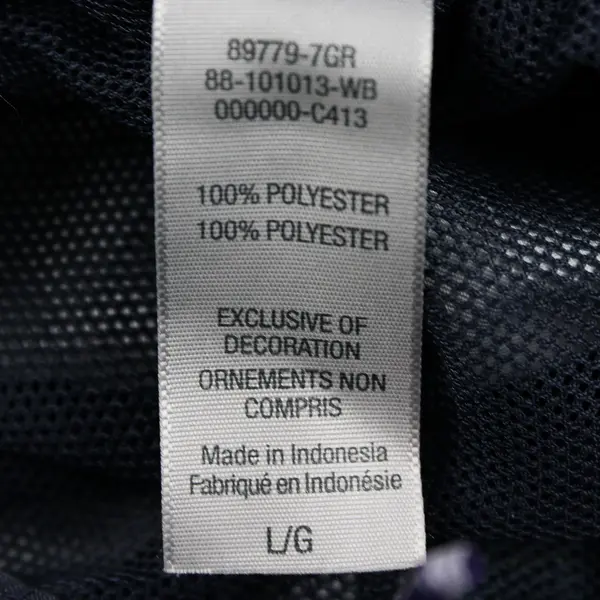 89779-7GR
88-101013-WB
000000-C413
100% POLYESTER
100% POLYESTER
EXCLUSIVE OF
DECORATION
ORNEMENTS NON
COMPRIS
Made in Indonesia
Fabriqué en Indonésie
L/G